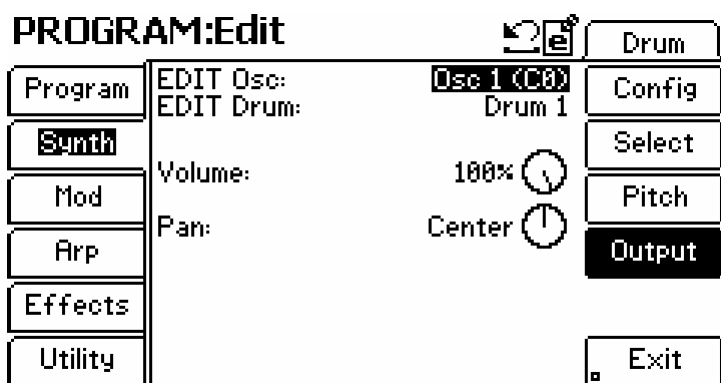 PROGRAM:Edit
Drum
Program
EDIT Osc: Osc 1 (C0)
Config
EDIT Drum: Drum 1
Synth
Select
Volume: 100%
Mod
Pitch
Pan: Center
Arp
Output
Effects
Utility
Exit